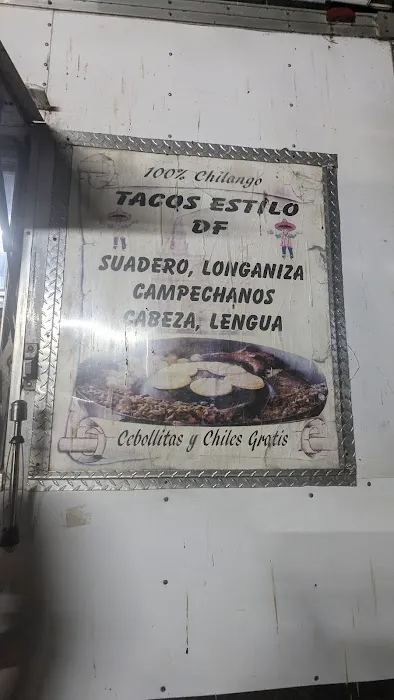 100% Chilango
TACOS ESTILO
DF
SUADERO, LONGANIZA
CAMPECHANOS
CABEZA, LENGUA
Cebollitas y Chiles Gratis